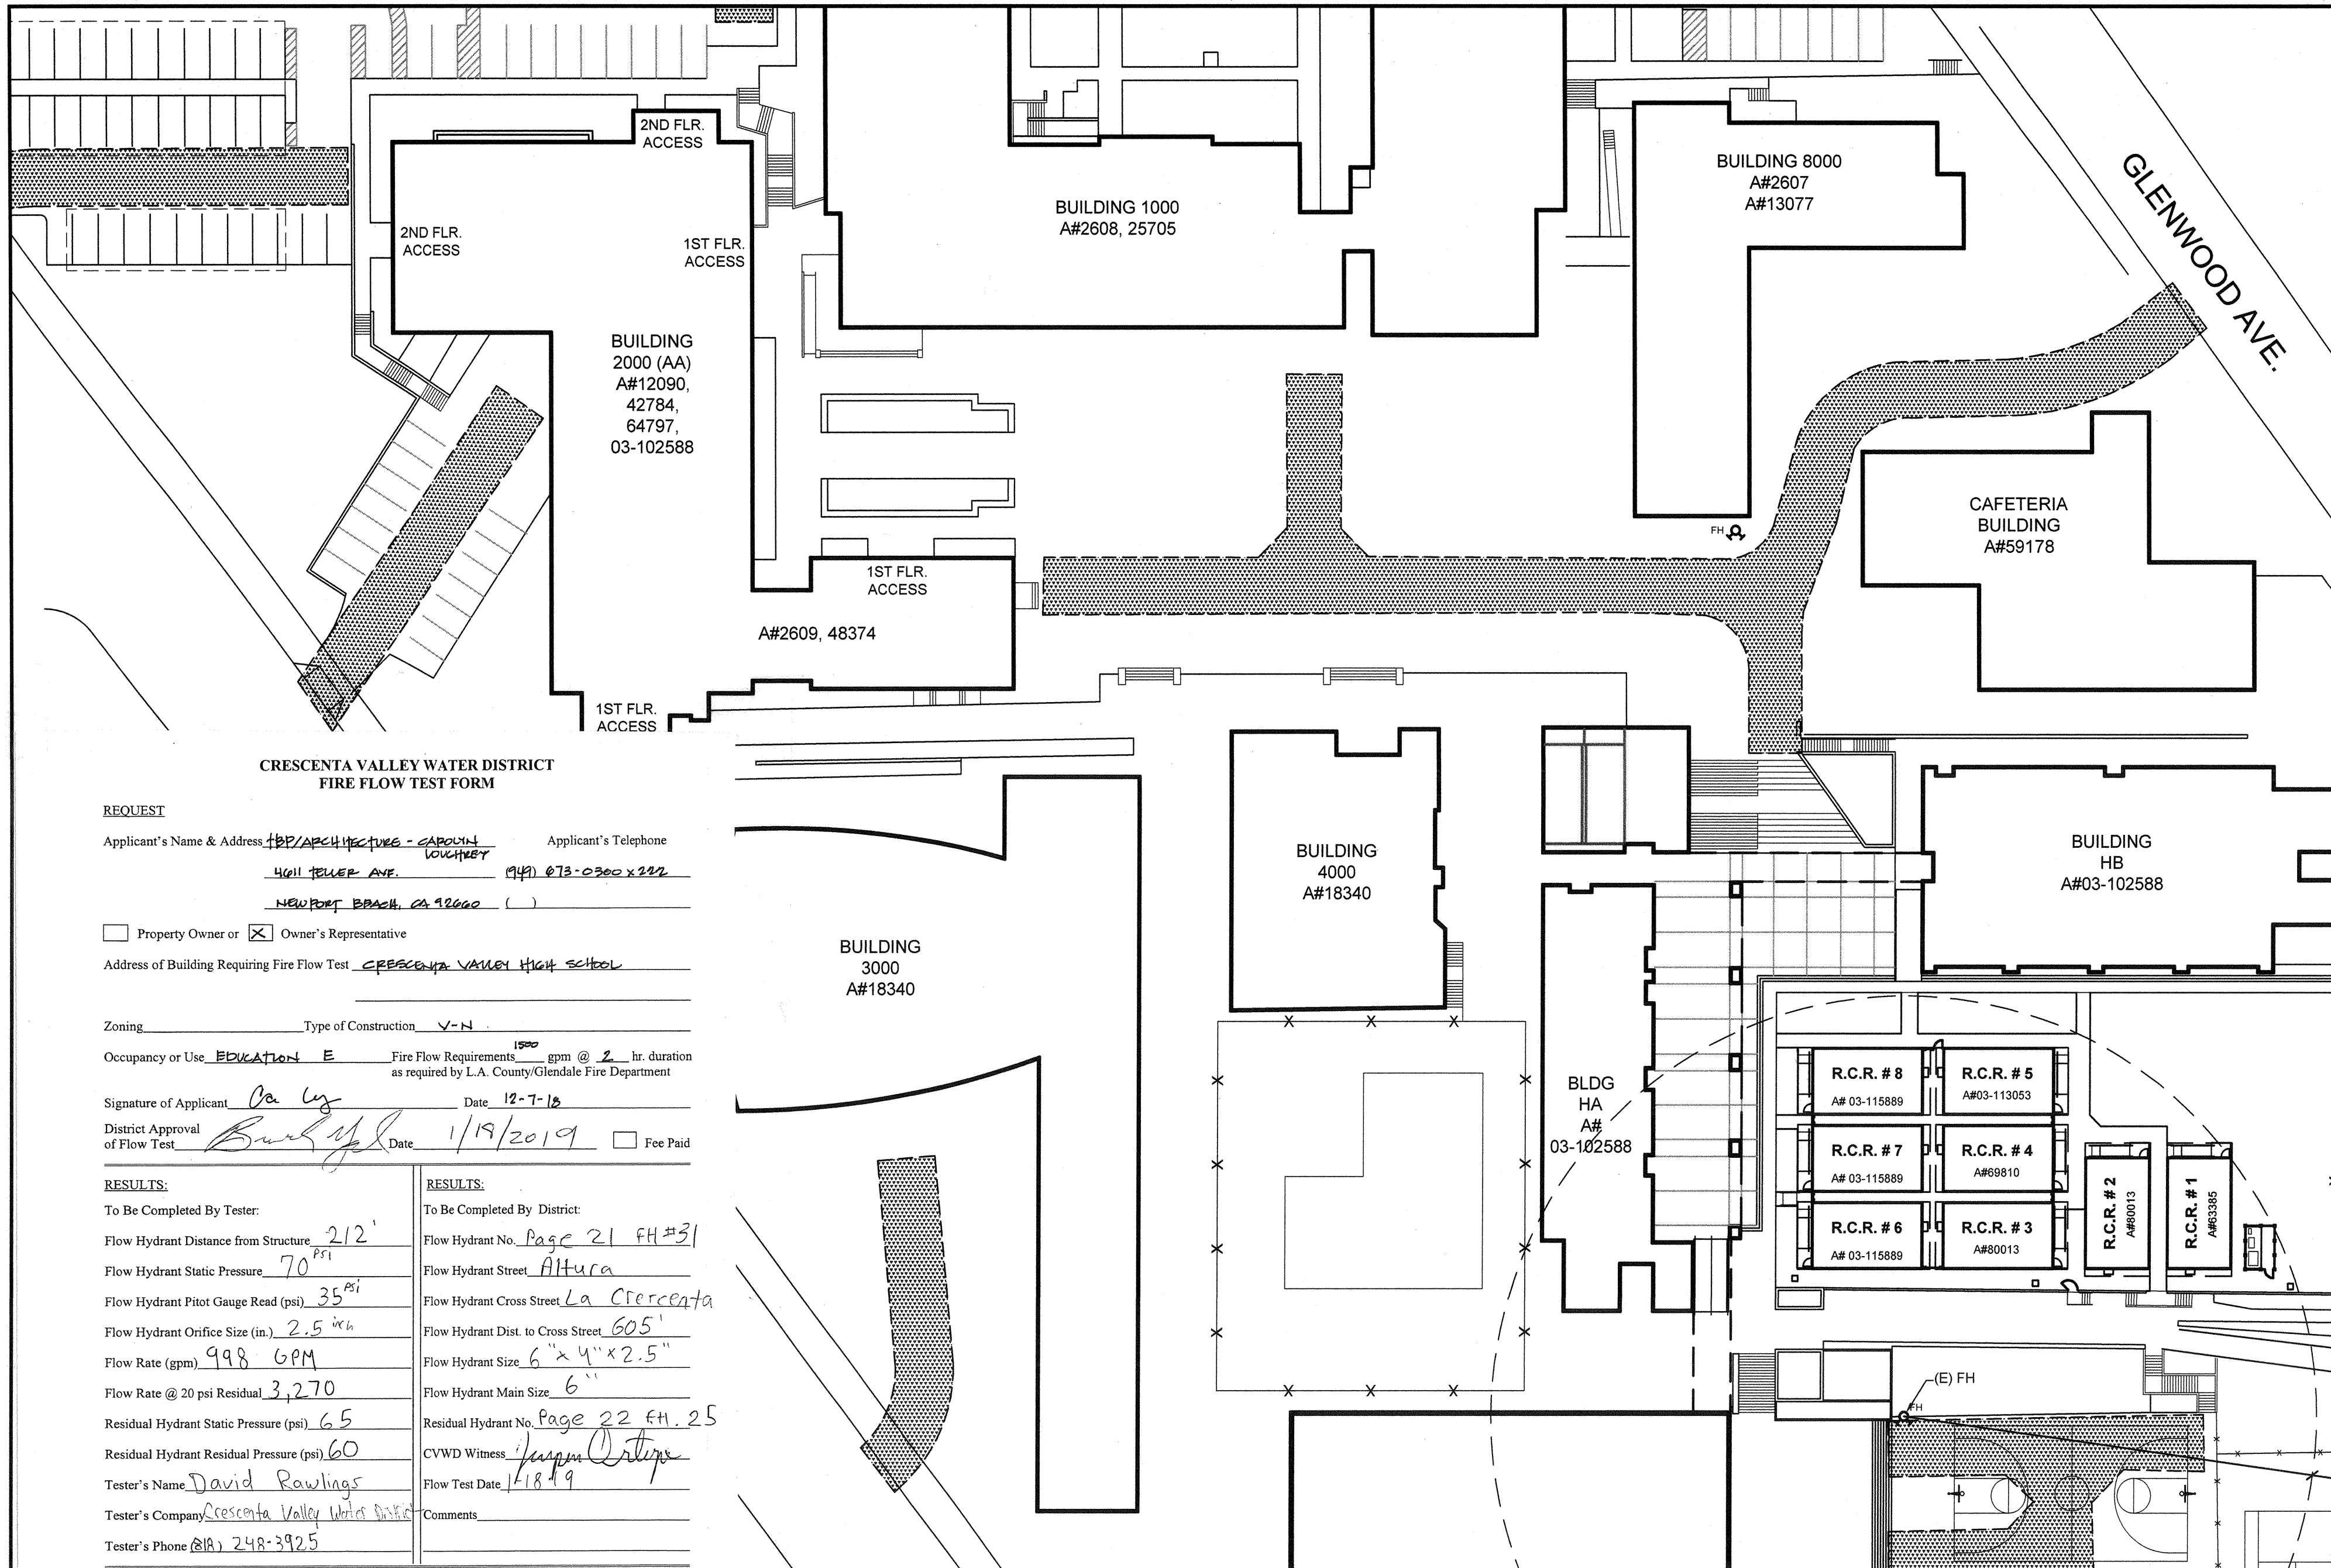 2ND FLR.
ACCESS
2ND FLR.
ACCESS
1ST FLR.
ACCESS
BUILDING
2000 (AA)
A#12090,
42784,
64797,
03-102588
BUILDING 1000
A#2608, 25705
BUILDING 8000
A#2607
A#13077
GLENWOOD AVE.
FH
CAFETERIA
BUILDING
A#59178
1ST FLR.
ACCESS
A#2609, 48374
1ST FLR.
ACCESS
BUILDING
3000
A#18340
BUILDING
4000
A#18340
BUILDING
HB
A#03-102588
BLDG
HA
A#
03-102588
R.C.R. # 8
A# 03-115889
R.C.R. # 5
A#03-113053
R.C.R. # 7
A# 03-115889
R.C.R. # 4
A#69810
R.C.R. # 6
A# 03-115889
R.C.R. # 3
A#80013
R.C.R. # 2
A#80013
R.C.R. # 1
A#63385
(E) FH
FH
CRESCENTA VALLEY WATER DISTRICT
FIRE FLOW TEST FORM
REQUEST
Applicant's Name & Address tBP/ARCHITECTURE - CAROLYN LOUGHREY Applicant's Telephone
4611 TELLER AVE. (949) 673-0300 x 222
NEWPORT BEACH, CA 92660 ( )
Property Owner or X Owner's Representative
Address of Building Requiring Fire Flow Test CRESCENTA VALLEY HIGH SCHOOL
Zoning Type of Construction V-N
Occupancy or Use EDUCATION E Fire Flow Requirements 1500 gpm @ 2 hr. duration
as required by L.A. County/Glendale Fire Department
Signature of Applicant Date 12-7-18
District Approval
of Flow Test Date 1/18/2019 Fee Paid
RESULTS:
To Be Completed By Tester:
Flow Hydrant Distance from Structure 212'
Flow Hydrant Static Pressure 70 psi
Flow Hydrant Pitot Gauge Read (psi) 35 psi
Flow Hydrant Orifice Size (in.) 2.5 inch
Flow Rate (gpm) 998 GPM
Flow Rate @ 20 psi Residual 3,270
Residual Hydrant Static Pressure (psi) 65
Residual Hydrant Residual Pressure (psi) 60
Tester's Name David Rawlings
Tester's Company Crescenta Valley Water District
Tester's Phone (818) 248-3925
RESULTS:
To Be Completed By District:
Flow Hydrant No. Page 21 FH #31
Flow Hydrant Street Altura
Flow Hydrant Cross Street La Crercenta
Flow Hydrant Dist. to Cross Street 605'
Flow Hydrant Size 6" x 4" x 2.5"
Flow Hydrant Main Size 6"
Residual Hydrant No. Page 22 FH. 25
CVWD Witness
Flow Test Date 1-18-19
Comments